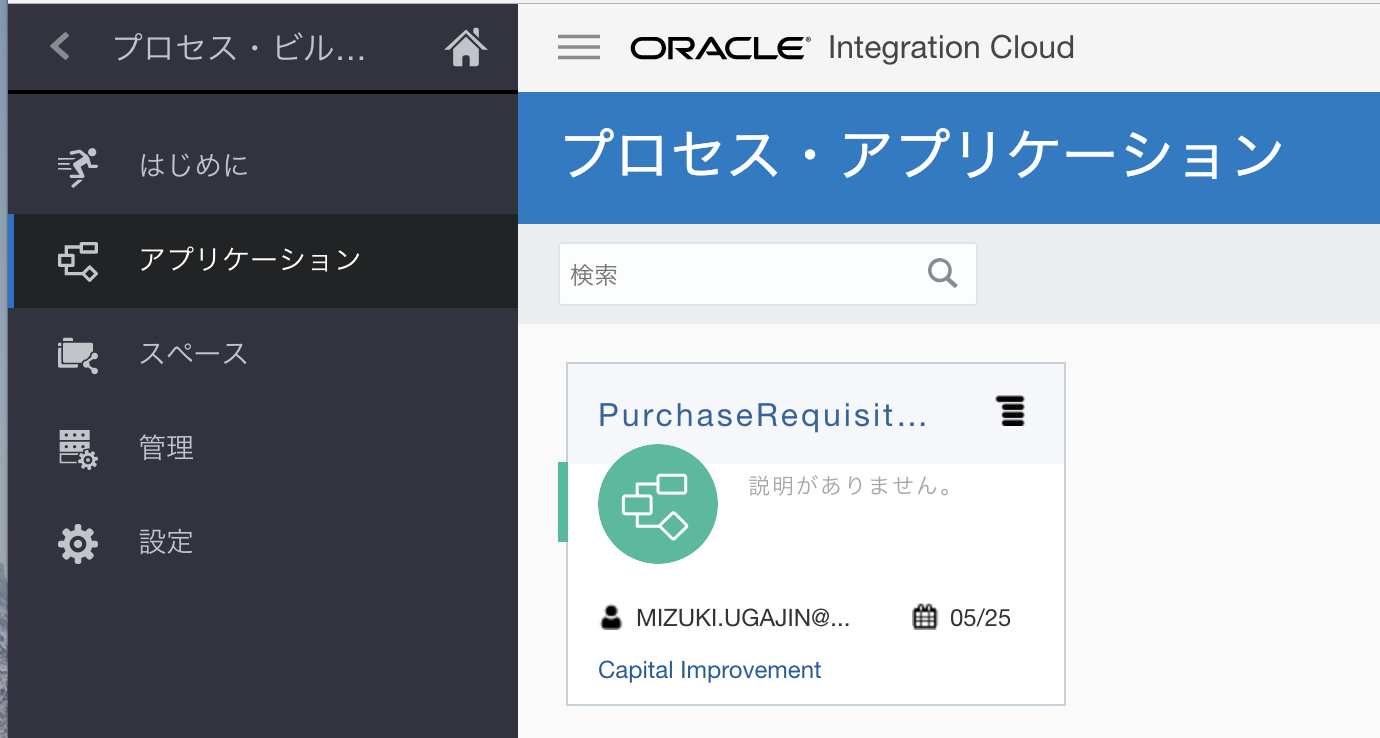 プロセス・ビル...
はじめに
アプリケーション
スペース
管理
設定
ORACLE® Integration Cloud
プロセス・アプリケーション
検索
PurchaseRequisit...
説明がありません。
MIZUKI.UGAJIN@...
05/25
Capital Improvement